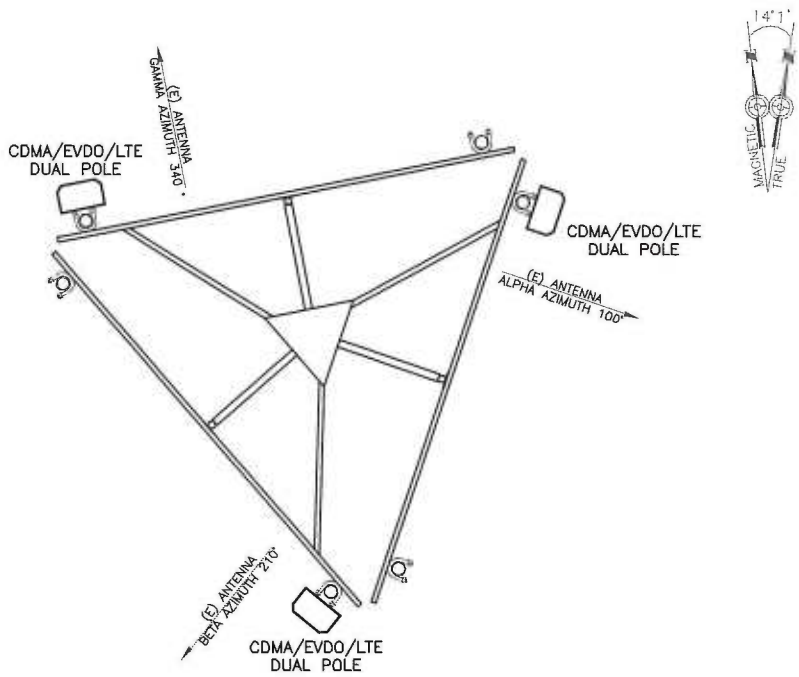 14°1'
MAGNETIC
TRUE
(E) ANTENNA
GAMMA AZIMUTH 340°
CDMA/EVDO/LTE
DUAL POLE
CDMA/EVDO/LTE
DUAL POLE
(E) ANTENNA
ALPHA AZIMUTH 100°
(E) ANTENNA
BETA AZIMUTH 210°
CDMA/EVDO/LTE
DUAL POLE